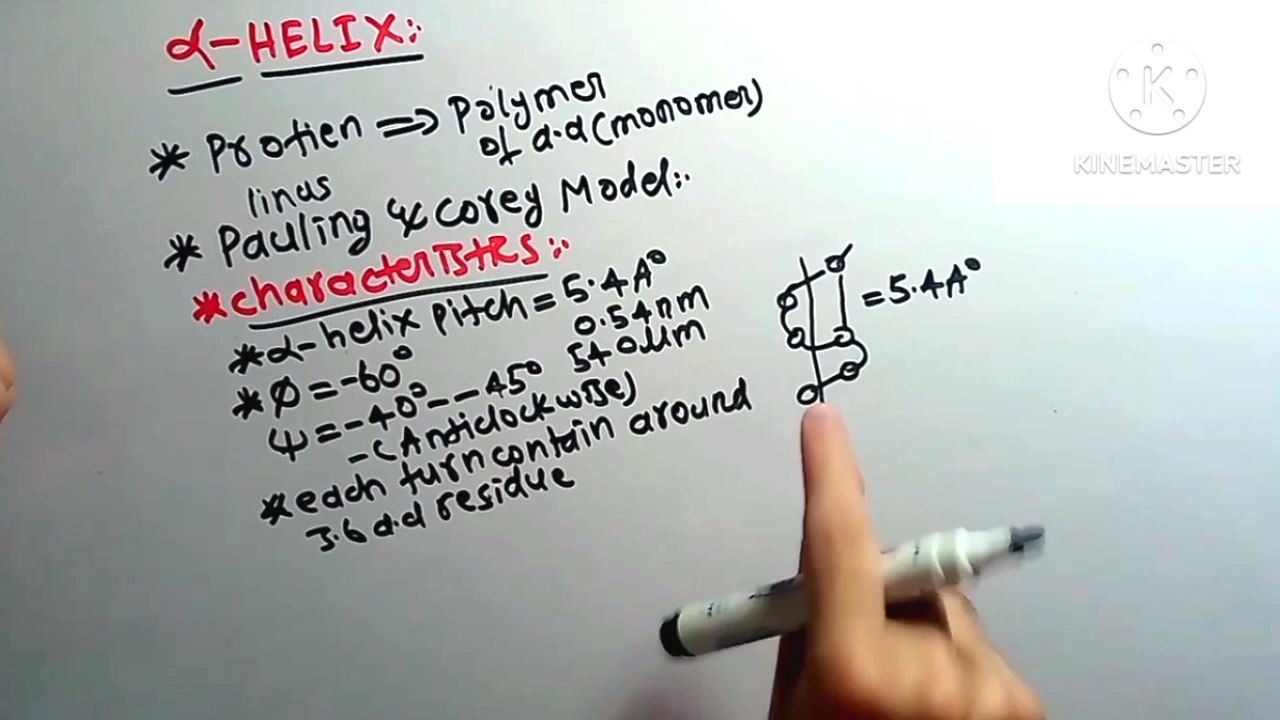 α-HELIX:-
* Protien => Polymer
of a.a (monomer)
linus
* Pauling & corey Model:-
* characteristics:-
* α-helix pitch = 5.4A°
0.54nm
540μm
* Ø = -60°
Ψ = -40° - -45°
- (Anticlockwise)
* each turn contain around
3.6 a.a residue
= 5.4A°
K
KINEMASTER